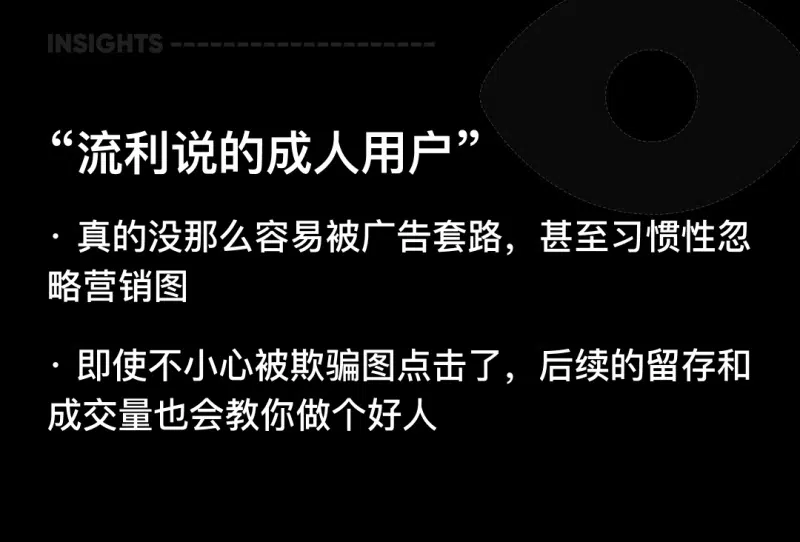 INSIGHTS --------------------
“流利说的成人用户”
· 真的没那么容易被广告套路，甚至习惯性忽
略营销图
· 即使不小心被欺骗图点击了，后续的留存和
成交量也会教你做个好人